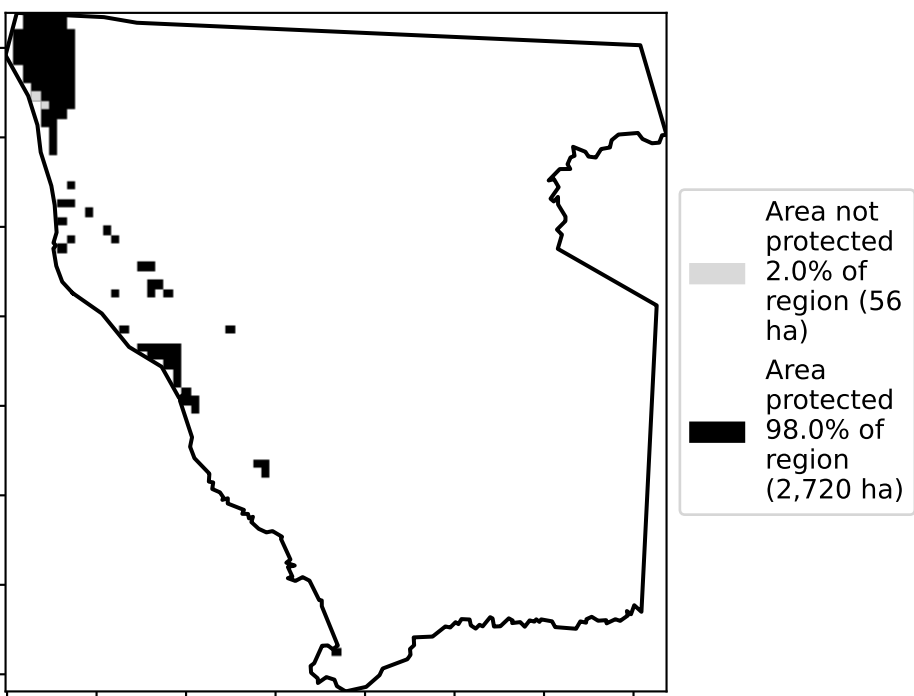 Area not
protected
2.0% of
region (56
ha)
Area
protected
98.0% of
region
(2,720 ha)